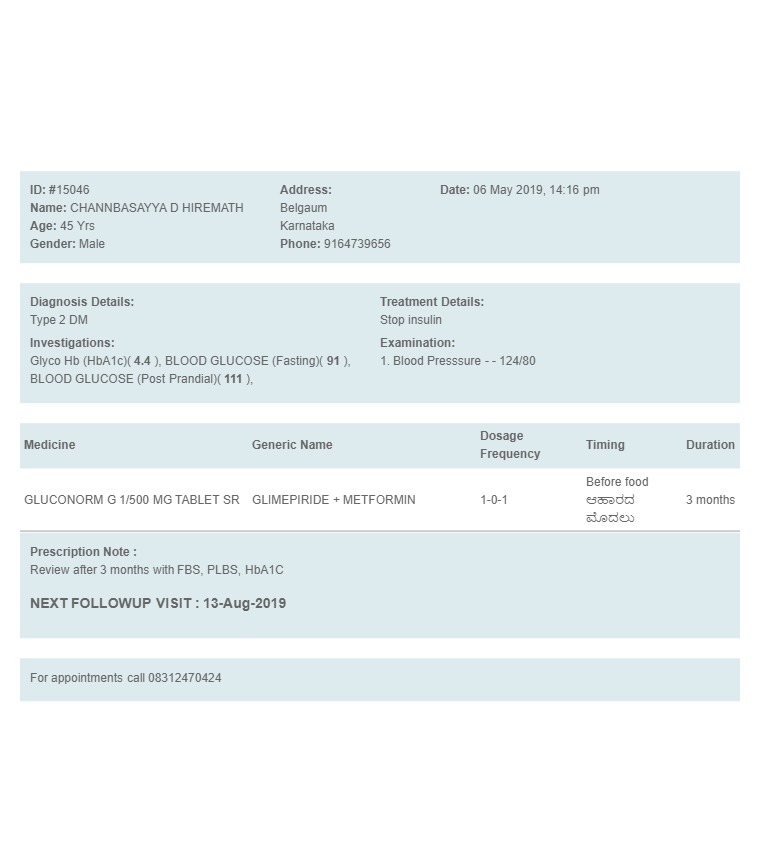 ID: #15046
Name: CHANNBASAYYA D HIREMATH
Age: 45 Yrs
Gender: Male
Address:
Belgaum
Karnataka
Phone: 9164739656
Date: 06 May 2019, 14:16 pm
Diagnosis Details:
Type 2 DM
Investigations:
Glyco Hb (HbA1c)( 4.4 ), BLOOD GLUCOSE (Fasting)( 91 ),
BLOOD GLUCOSE (Post Prandial)( 111 ),
Treatment Details:
Stop insulin
Examination:
1. Blood Presssure - - 124/80
Medicine Generic Name Dosage Frequency Timing Duration
GLUCONORM G 1/500 MG TABLET SR GLIMEPIRIDE + METFORMIN 1-0-1 Before food 3 months
ಆಹಾರದ
ಮೊದಲು
Prescription Note :
Review after 3 months with FBS, PLBS, HbA1C
NEXT FOLLOWUP VISIT : 13-Aug-2019
For appointments call 08312470424